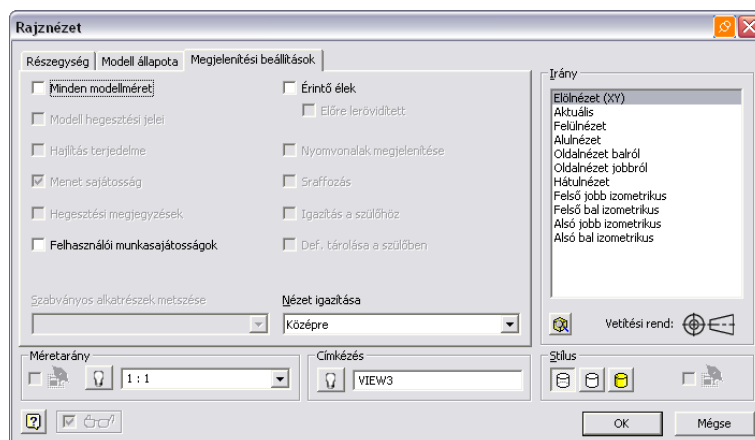 Rajznézet
Részegység
Modell állapota
Megjelenítési beállítások
Minden modellméret
Modell hegesztési jelei
Hajlítás terjedelme
Menet sajátosság
Hegesztési megjegyzések
Felhasználói munkasajátosságok
Érintő élek
Előre lerövidített
Nyomvonalak megjelenítése
Sraffozás
Igazítás a szülőhöz
Def. tárolása a szülőben
Szabványos alkatrészek metszése
Nézet igazítása
Középre
Irány
Elölnézet (XY)
Aktuális
Felülnézet
Alulnézet
Oldalnézet balról
Oldalnézet jobbról
Hátulnézet
Felső jobb izometrikus
Felső bal izometrikus
Alsó jobb izometrikus
Alsó bal izometrikus
Vetítési rend:
Méretarány
1 : 1
Címkézés
VIEW3
Stílus
OK
Mégse